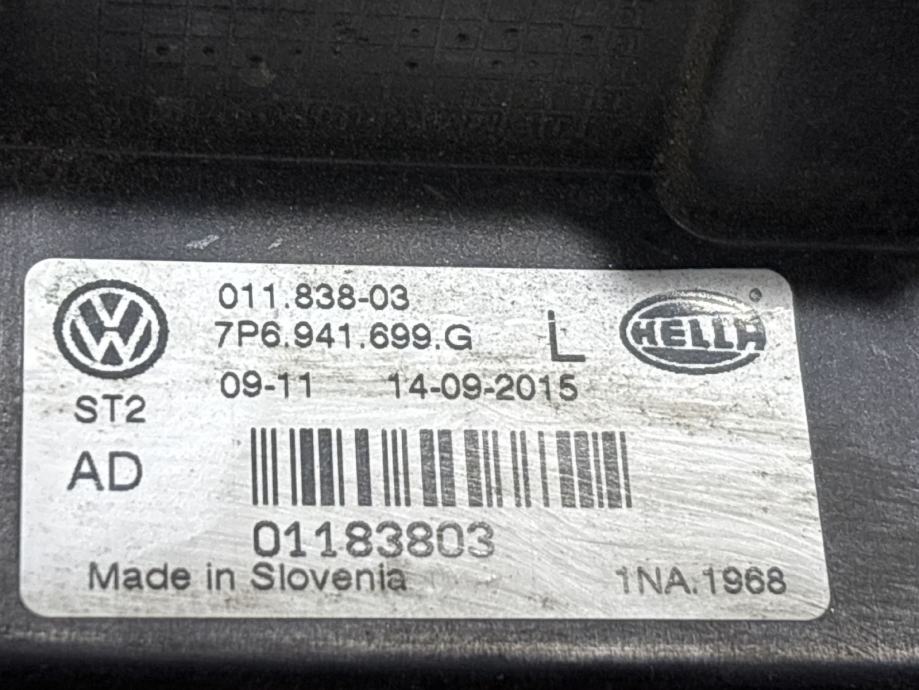 011.838-03
7P6.941.699.G L HELLA
09-11 14-09-2015
ST2
AD
01183803
Made in Slovenia 1NA.1968